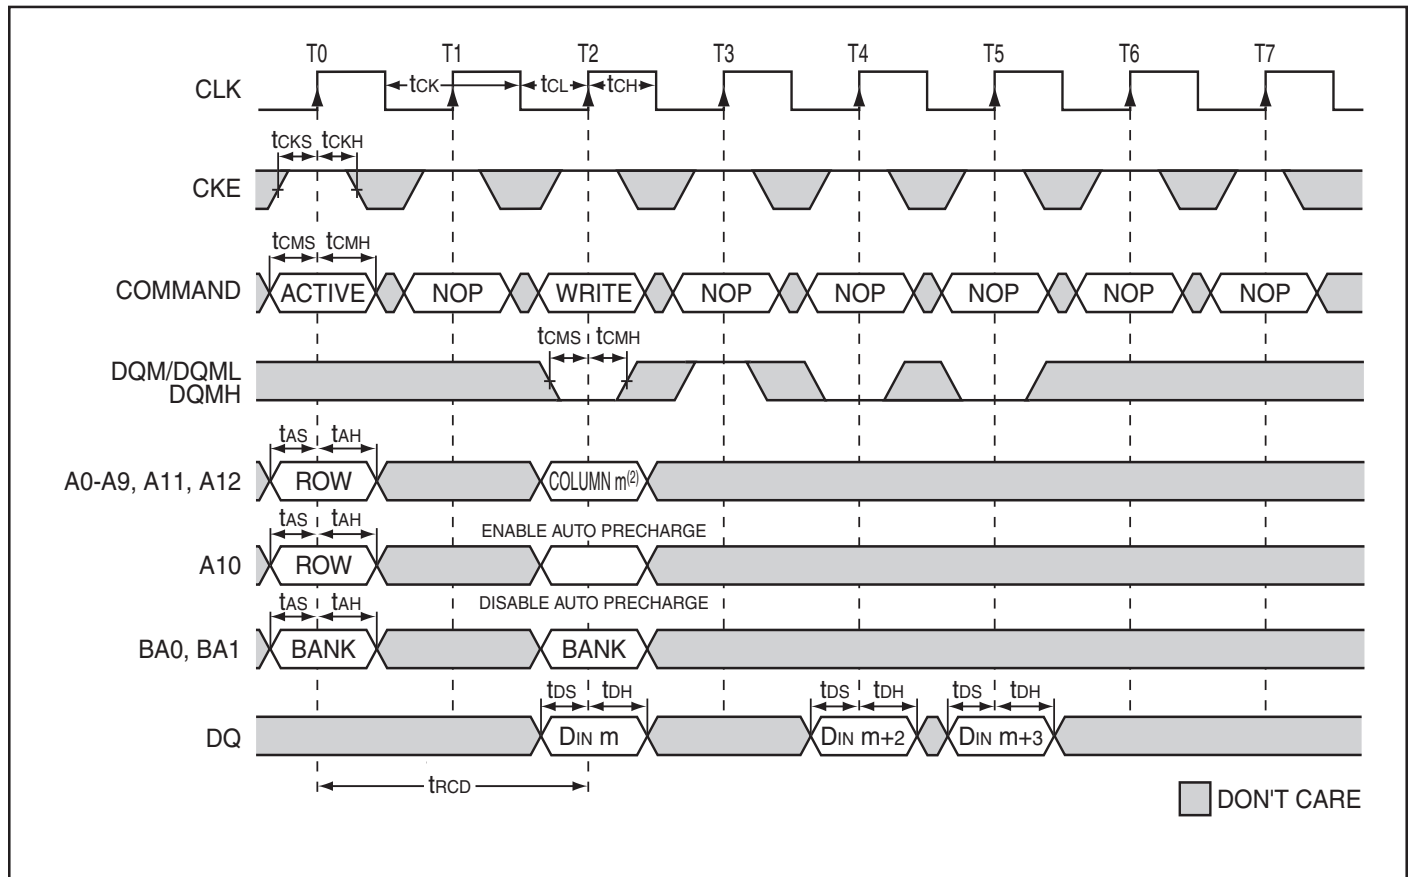 T0 T1 T2 T3 T4 T5 T6 T7
CLK tCK tCL tCH
tCKS tCKH
CKE
tCMS tCMH
COMMAND ACTIVE NOP WRITE NOP NOP NOP NOP NOP
tCMS tCMH
DQM/DQML
DQMH
tAS tAH
A0-A9, A11, A12 ROW COLUMN m(2)
tAS tAH ENABLE AUTO PRECHARGE
A10 ROW
tAS tAH DISABLE AUTO PRECHARGE
BA0, BA1 BANK BANK
tDS tDH tDS tDH tDS tDH
DQ DIN m DIN m+2 DIN m+3
tRCD
DON'T CARE